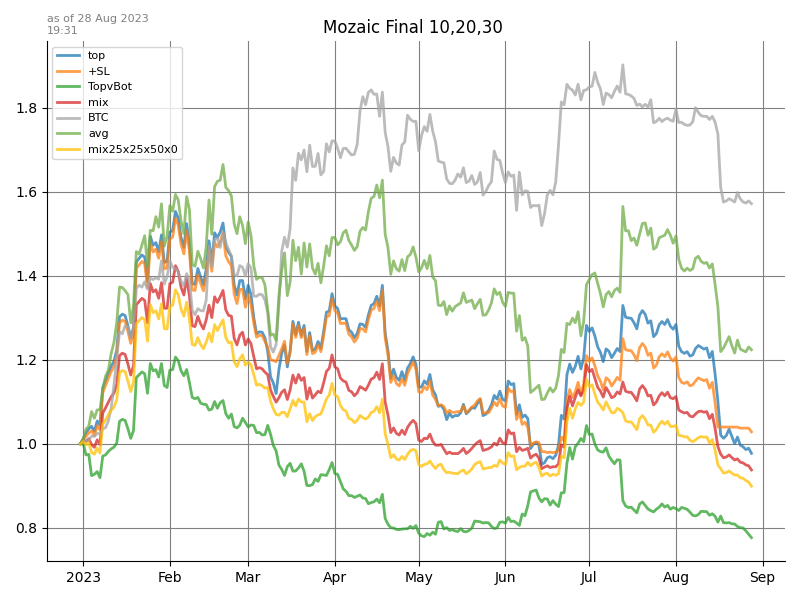 as of 28 Aug 2023
19:31
Mozaic Final 10,20,30
top
+SL
TopvBot
mix
BTC
avg
mix25x25x50x0
1.8
1.6
1.4
1.2
1.0
0.8
2023 Feb Mar Apr May Jun Jul Aug Sep